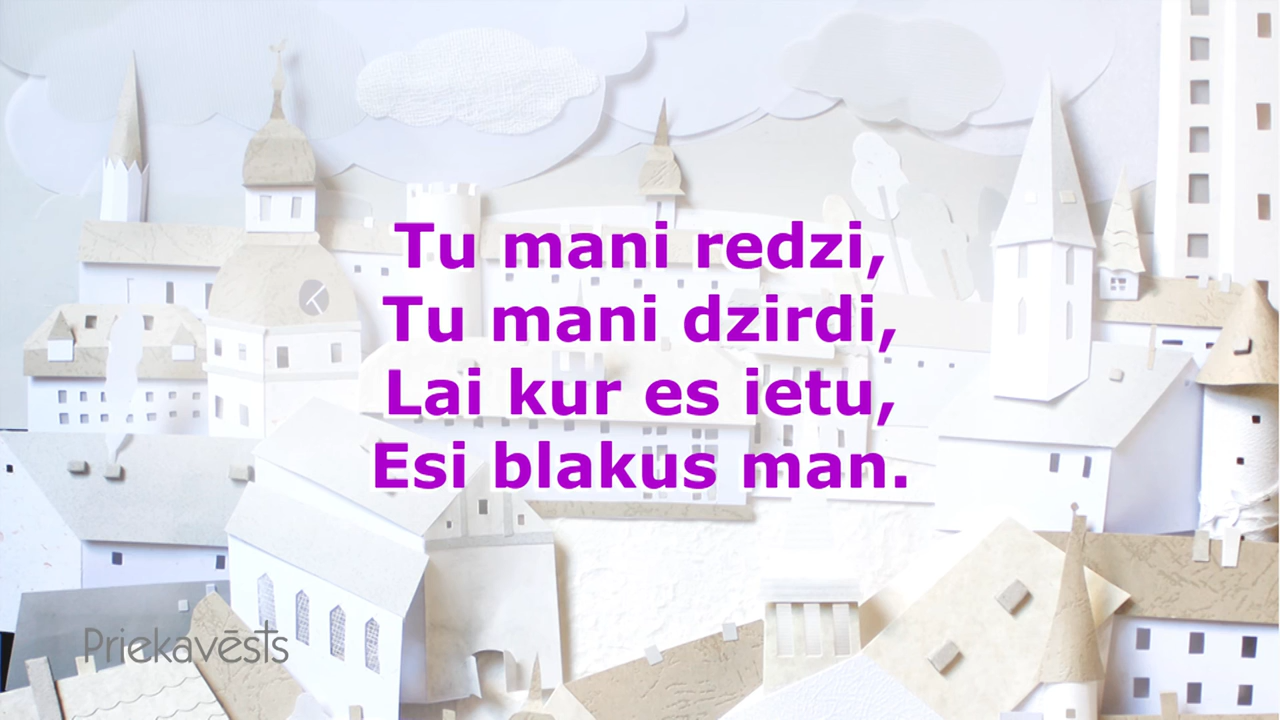 Tu mani redzi,
Tu mani dzirdi,
Lai kur es ietu,
Esi blakus man.
Priekavēsts